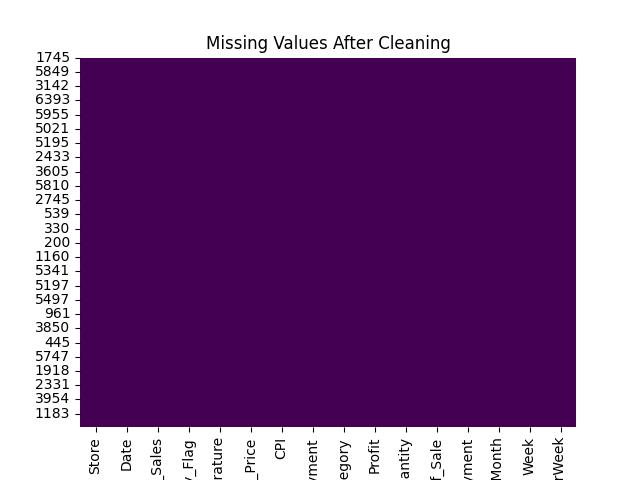 Missing Values After Cleaning
1745
5849
3142
6393
5955
5021
5195
2433
3605
5810
2745
539
330
200
1160
5341
5197
5497
961
3850
445
5747
1918
2331
3954
1183
Store
Date
_Sales
y_Flag
rature
_Price
CPI
yment
egory
Profit
antity
f_Sale
yment
Month
Week
rWeek